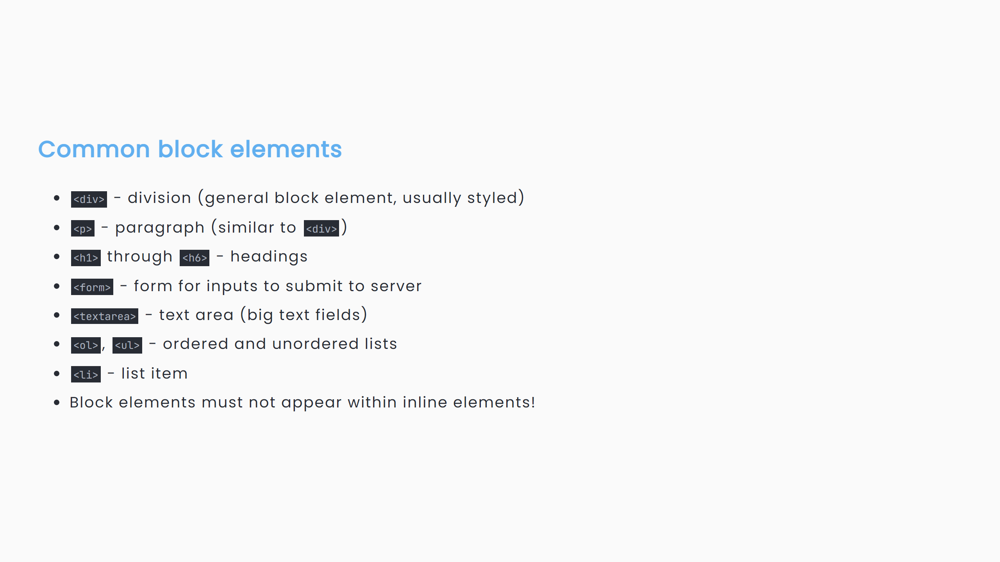 Common block elements
<div> - division (general block element, usually styled)
<p> - paragraph (similar to <div>)
<h1> through <h6> - headings
<form> - form for inputs to submit to server
<textarea> - text area (big text fields)
<ol>, <ul> - ordered and unordered lists
<li> - list item
Block elements must not appear within inline elements!